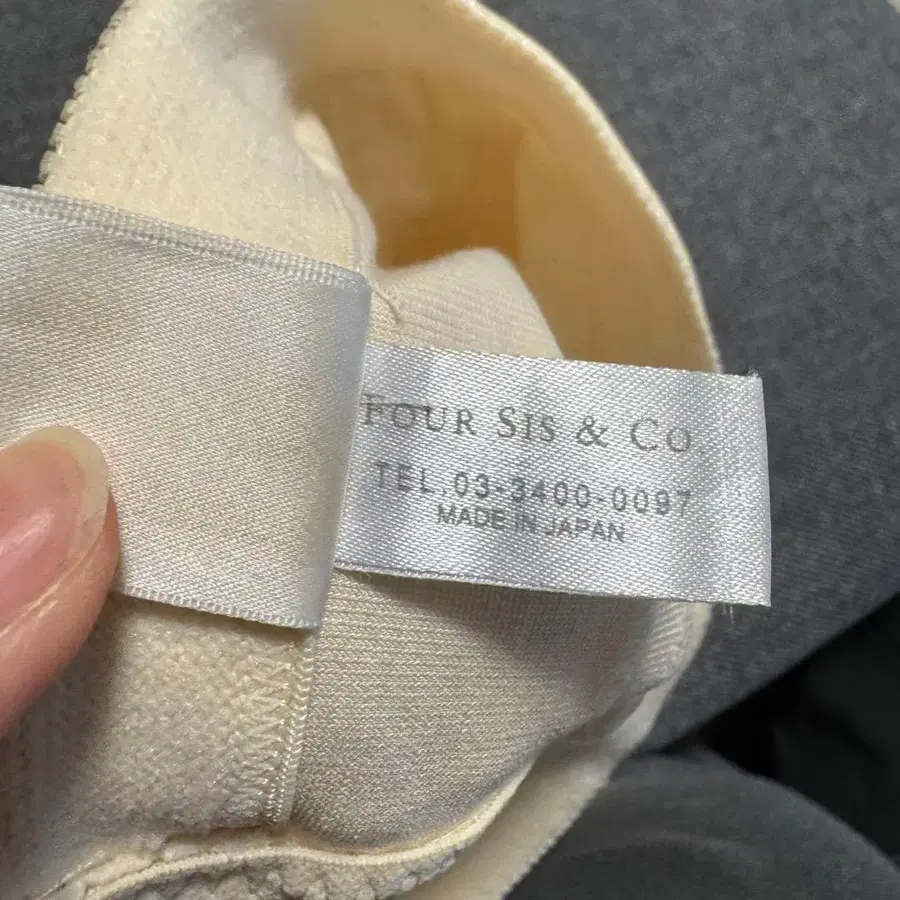 FOUR SIS & CO.
TEL.03-3400-0097
MADE IN JAPAN